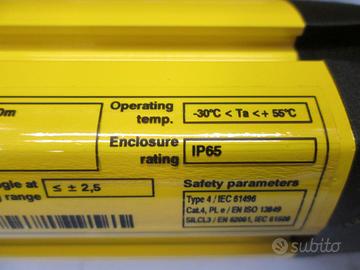 0m
Operating
temp.
-30°C < Ta <+ 55°C
Enclosure
rating
IP65
gle at
range
≤ ± 2,5
Safety parameters
Type 4 / IEC 61496
Cat.4, PL e / EN ISO 13849
SILCL3 / EN 62061, IEC 61508
subito